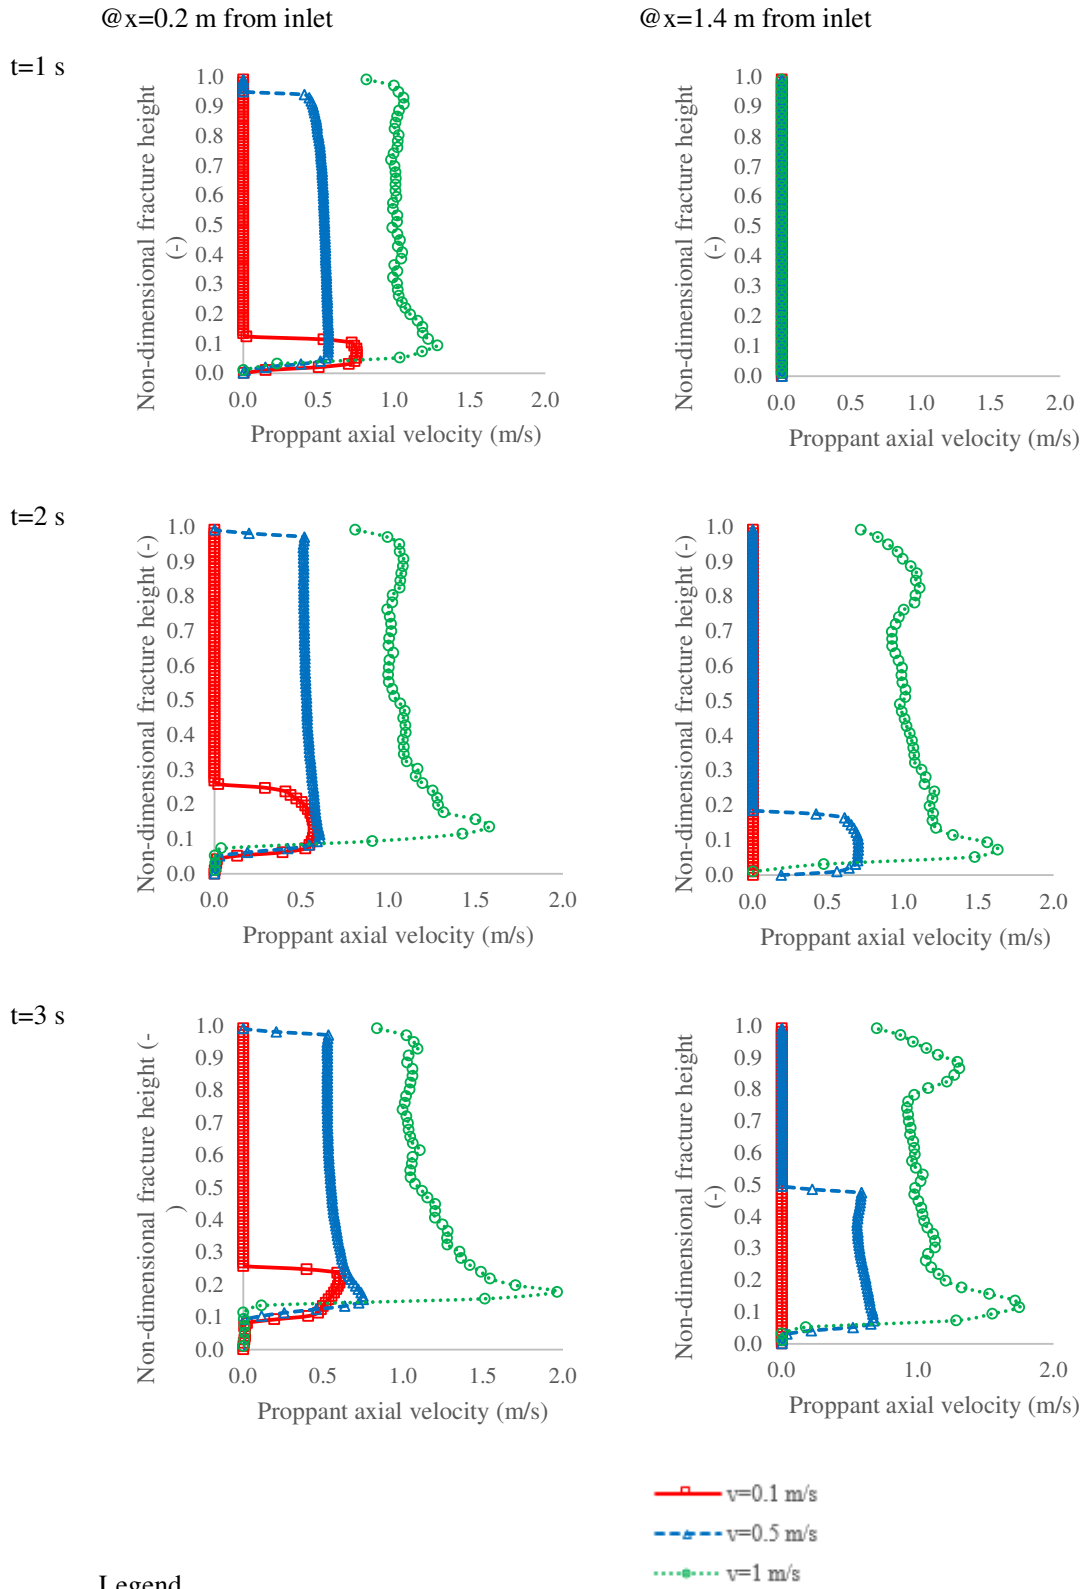 @x=0.2 m from inlet
@x=1.4 m from inlet
t=1 s
Non-dimensional fracture height
(-)
1.0
0.9
0.8
0.7
0.6
0.5
0.4
0.3
0.2
0.1
0.0
0.0 0.5 1.0 1.5 2.0
Proppant axial velocity (m/s)
Non-dimensional fracture height
(-)
1.0
0.9
0.8
0.7
0.6
0.5
0.4
0.3
0.2
0.1
0.0
0.0 0.5 1.0 1.5 2.0
Proppant axial velocity (m/s)
t=2 s
Non-dimensional fracture height (-)
1.0
0.9
0.8
0.7
0.6
0.5
0.4
0.3
0.2
0.1
0.0
0.0 0.5 1.0 1.5 2.0
Proppant axial velocity (m/s)
Non-dimensional fracture height (-)
1.0
0.9
0.8
0.7
0.6
0.5
0.4
0.3
0.2
0.1
0.0
0.0 0.5 1.0 1.5 2.0
Proppant axial velocity (m/s)
t=3 s
Non-dimensional fracture height (-
)
1.0
0.9
0.8
0.7
0.6
0.5
0.4
0.3
0.2
0.1
0.0
0.0 0.5 1.0 1.5 2.0
Proppant axial velocity (m/s)
Non-dimensional fracture height
(-)
1.0
0.9
0.8
0.7
0.6
0.5
0.4
0.3
0.2
0.1
0.0
0.0 1.0 2.0
Proppant axial velocity (m/s)
v=0.1 m/s
v=0.5 m/s
v=1 m/s
Legend